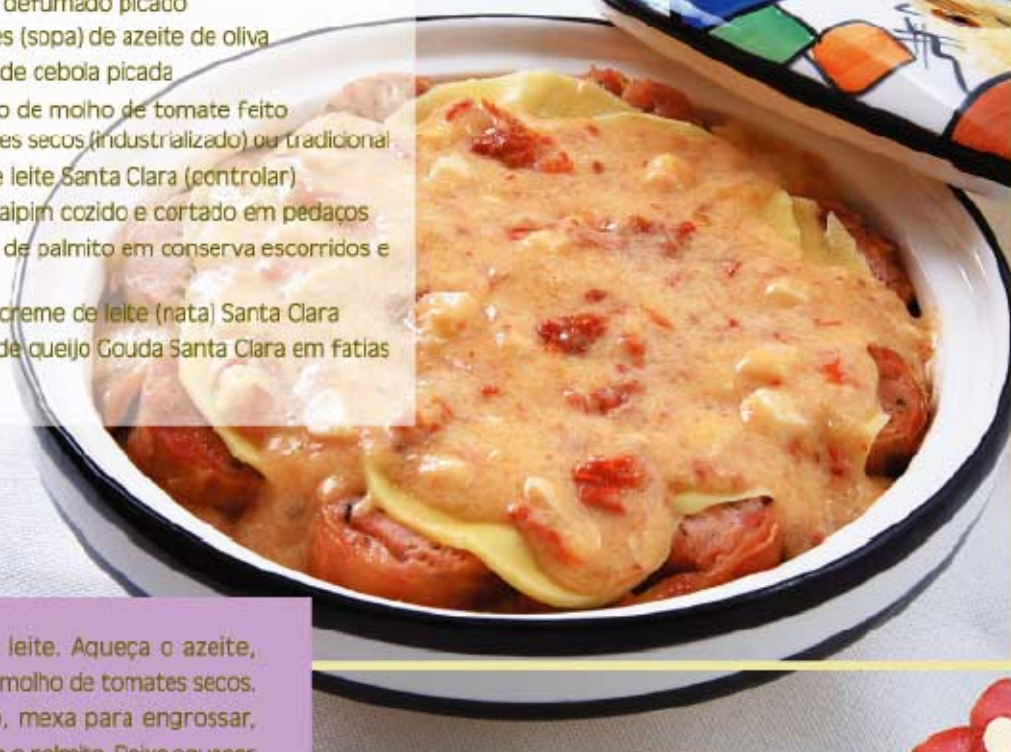 defumado picado
es (sopa) de azeite de oliva
de cebola picada
o de molho de tomate feito
es secos (industrializado) ou tradicional
e leite Santa Clara (controlar)
aipim cozido e cortado em pedaços
de palmito em conserva escorridos e
creme de leite (nata) Santa Clara
de queijo Gouda Santa Clara em fatias
leite. Aqueça o azeite,
molho de tomates secos.
, mexa para engrossar,
o palmito. Deixe aquecer